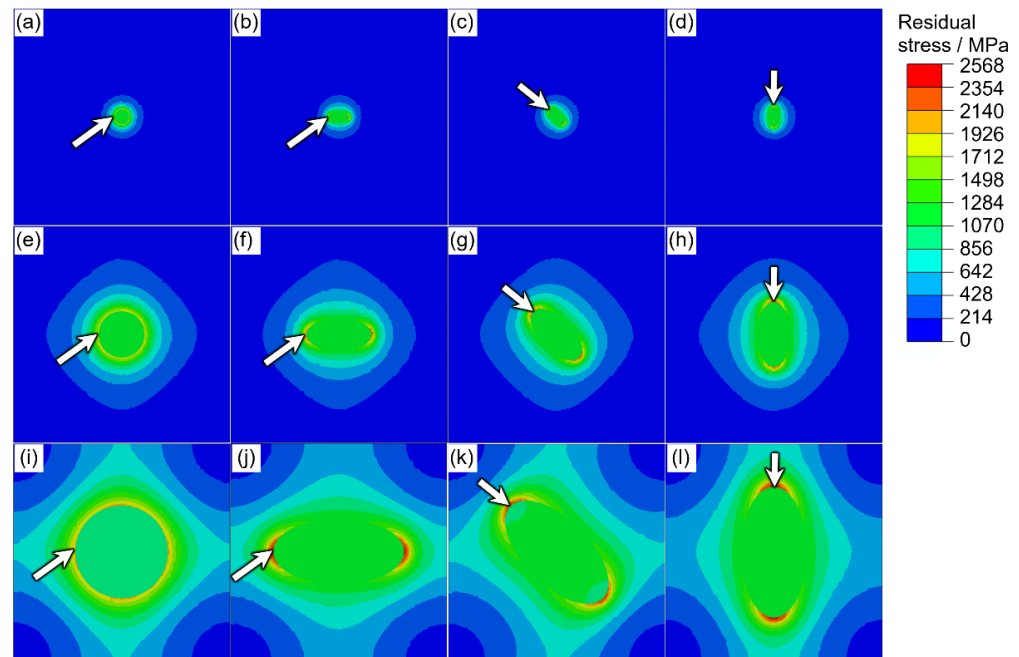 (a)
(b)
(c)
(d)
Residual
stress / MPa
2568
2354
2140
1926
1712
1498
1284
1070
856
642
428
214
0
(e)
(f)
(g)
(h)
(i)
(j)
(k)
(l)